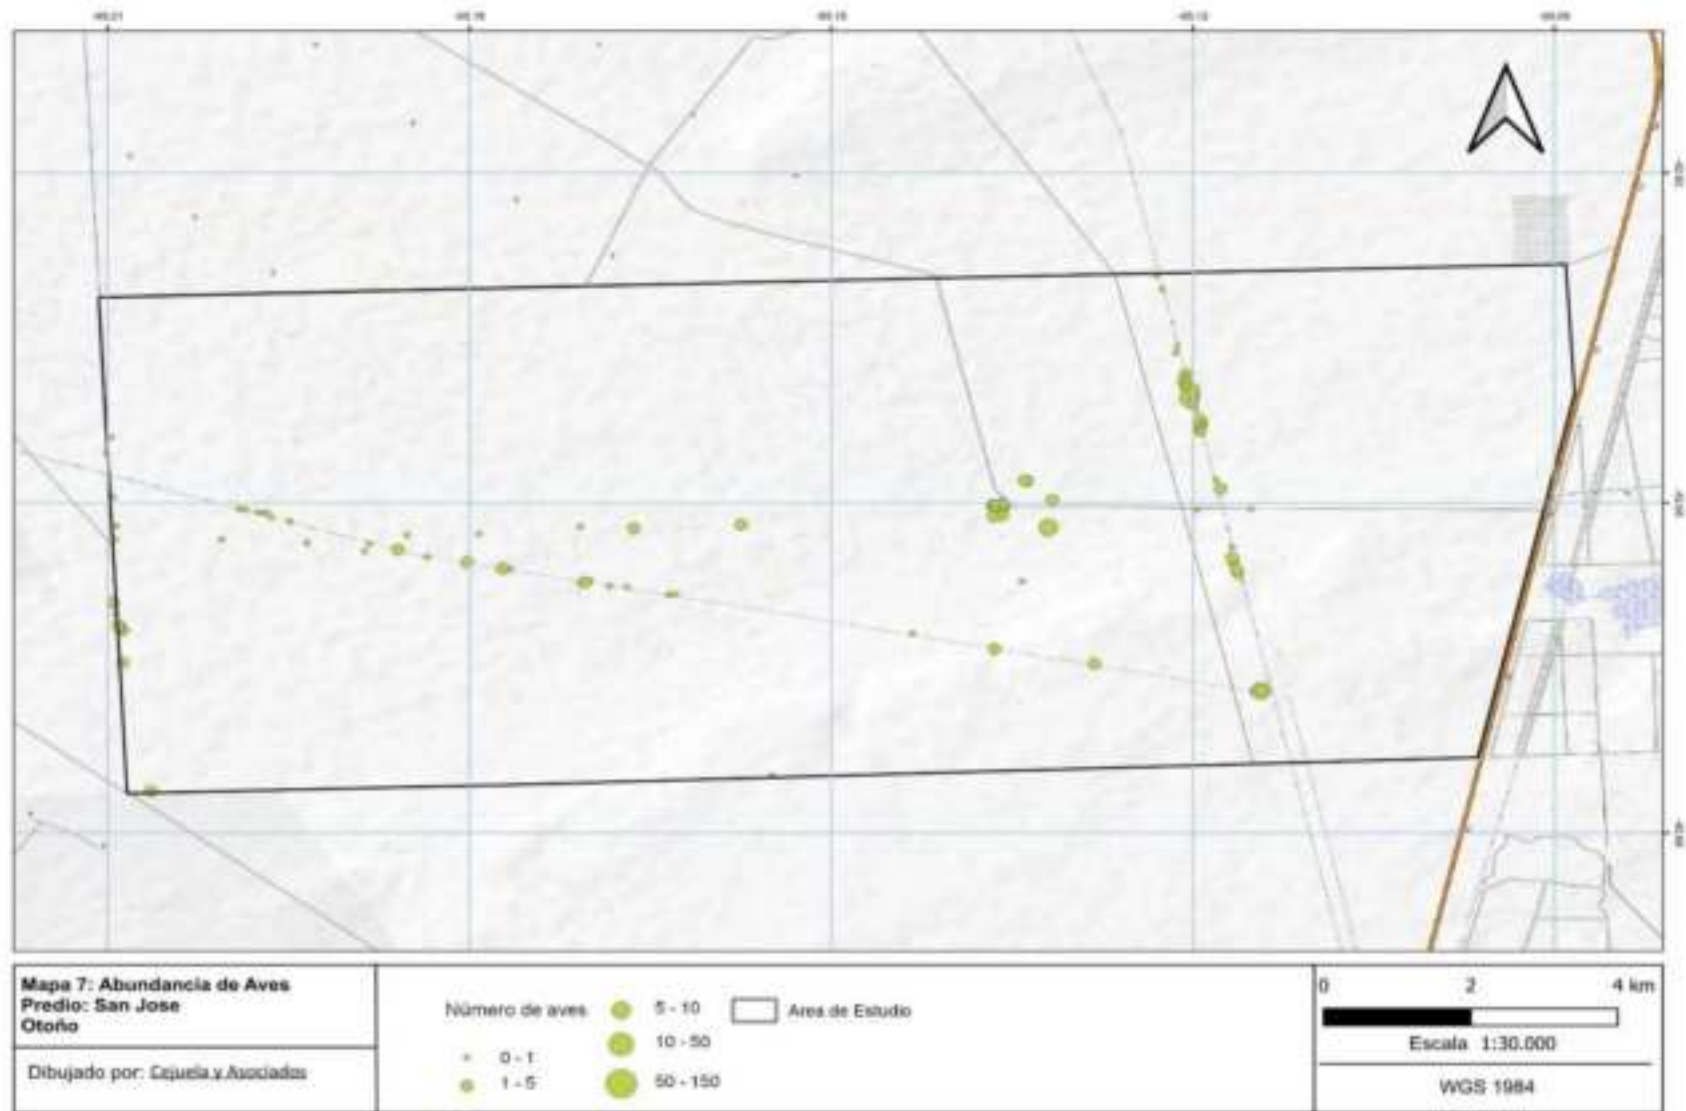 Mapa 7: Abundancia de Aves
Predio: San Jose
Otoño
Dibujado por: Cejuela y Asociados
Número de aves
0 - 1
1 - 5
5 - 10
10 - 50
50 - 150
Area de Estudio
0 2 4 km
Escala 1:30.000
WGS 1984